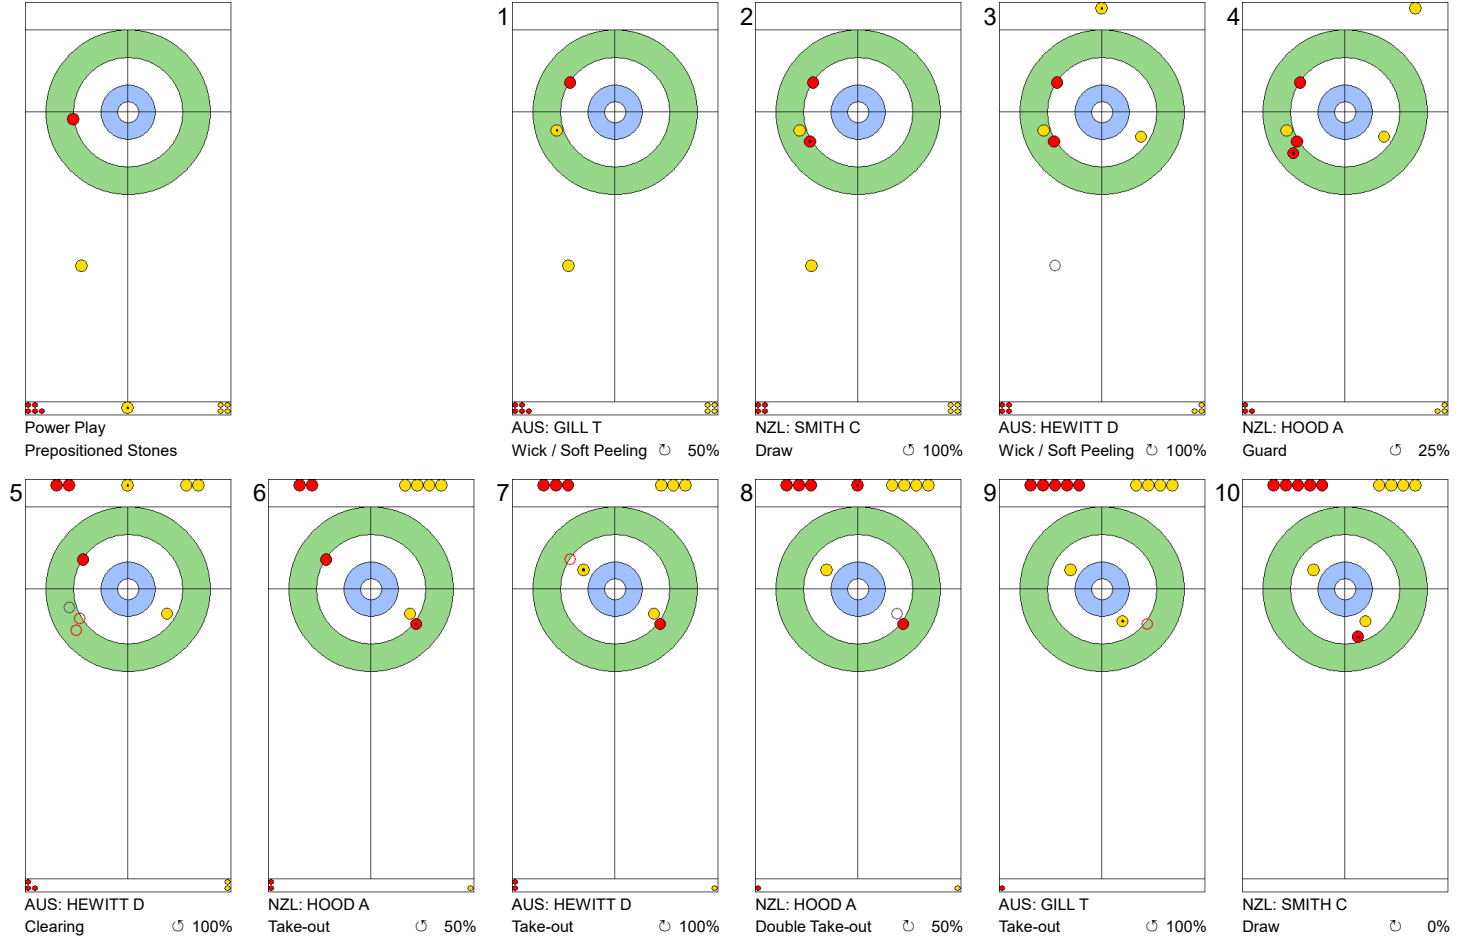 Power Play
Prepositioned Stones
1
AUS: GILL T
Wick / Soft Peeling ↻ 50%
2
NZL: SMITH C
Draw ↺ 100%
3
AUS: HEWITT D
Wick / Soft Peeling ↻ 100%
4
NZL: HOOD A
Guard ↺ 25%
5
AUS: HEWITT D
Clearing ↺ 100%
6
NZL: HOOD A
Take-out ↺ 50%
7
AUS: HEWITT D
Take-out ↻ 100%
8
NZL: HOOD A
Double Take-out ↻ 50%
9
AUS: GILL T
Take-out ↻ 100%
10
NZL: SMITH C
Draw ↻ 0%